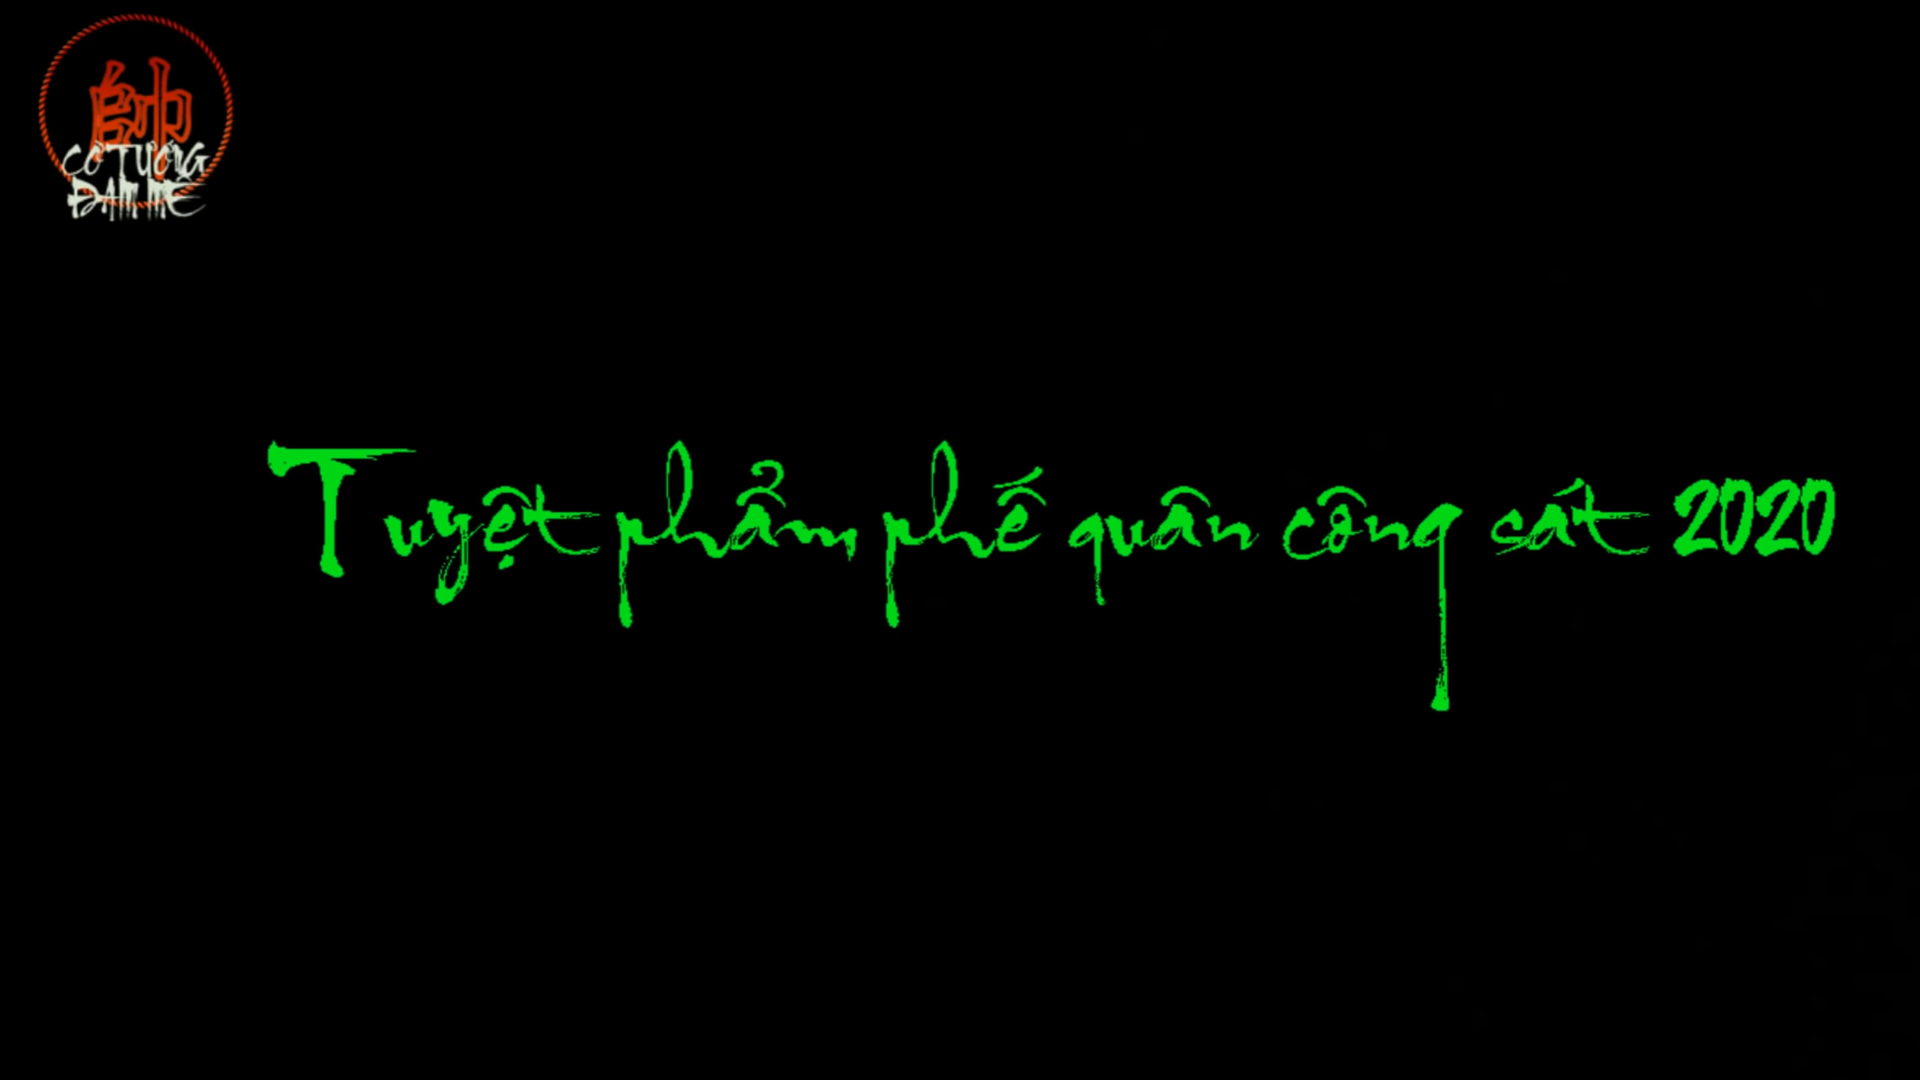 帥
CỜ TƯỚNG
ĐAM MÊ
Tuyệt phẩm phế quân công sát 2020